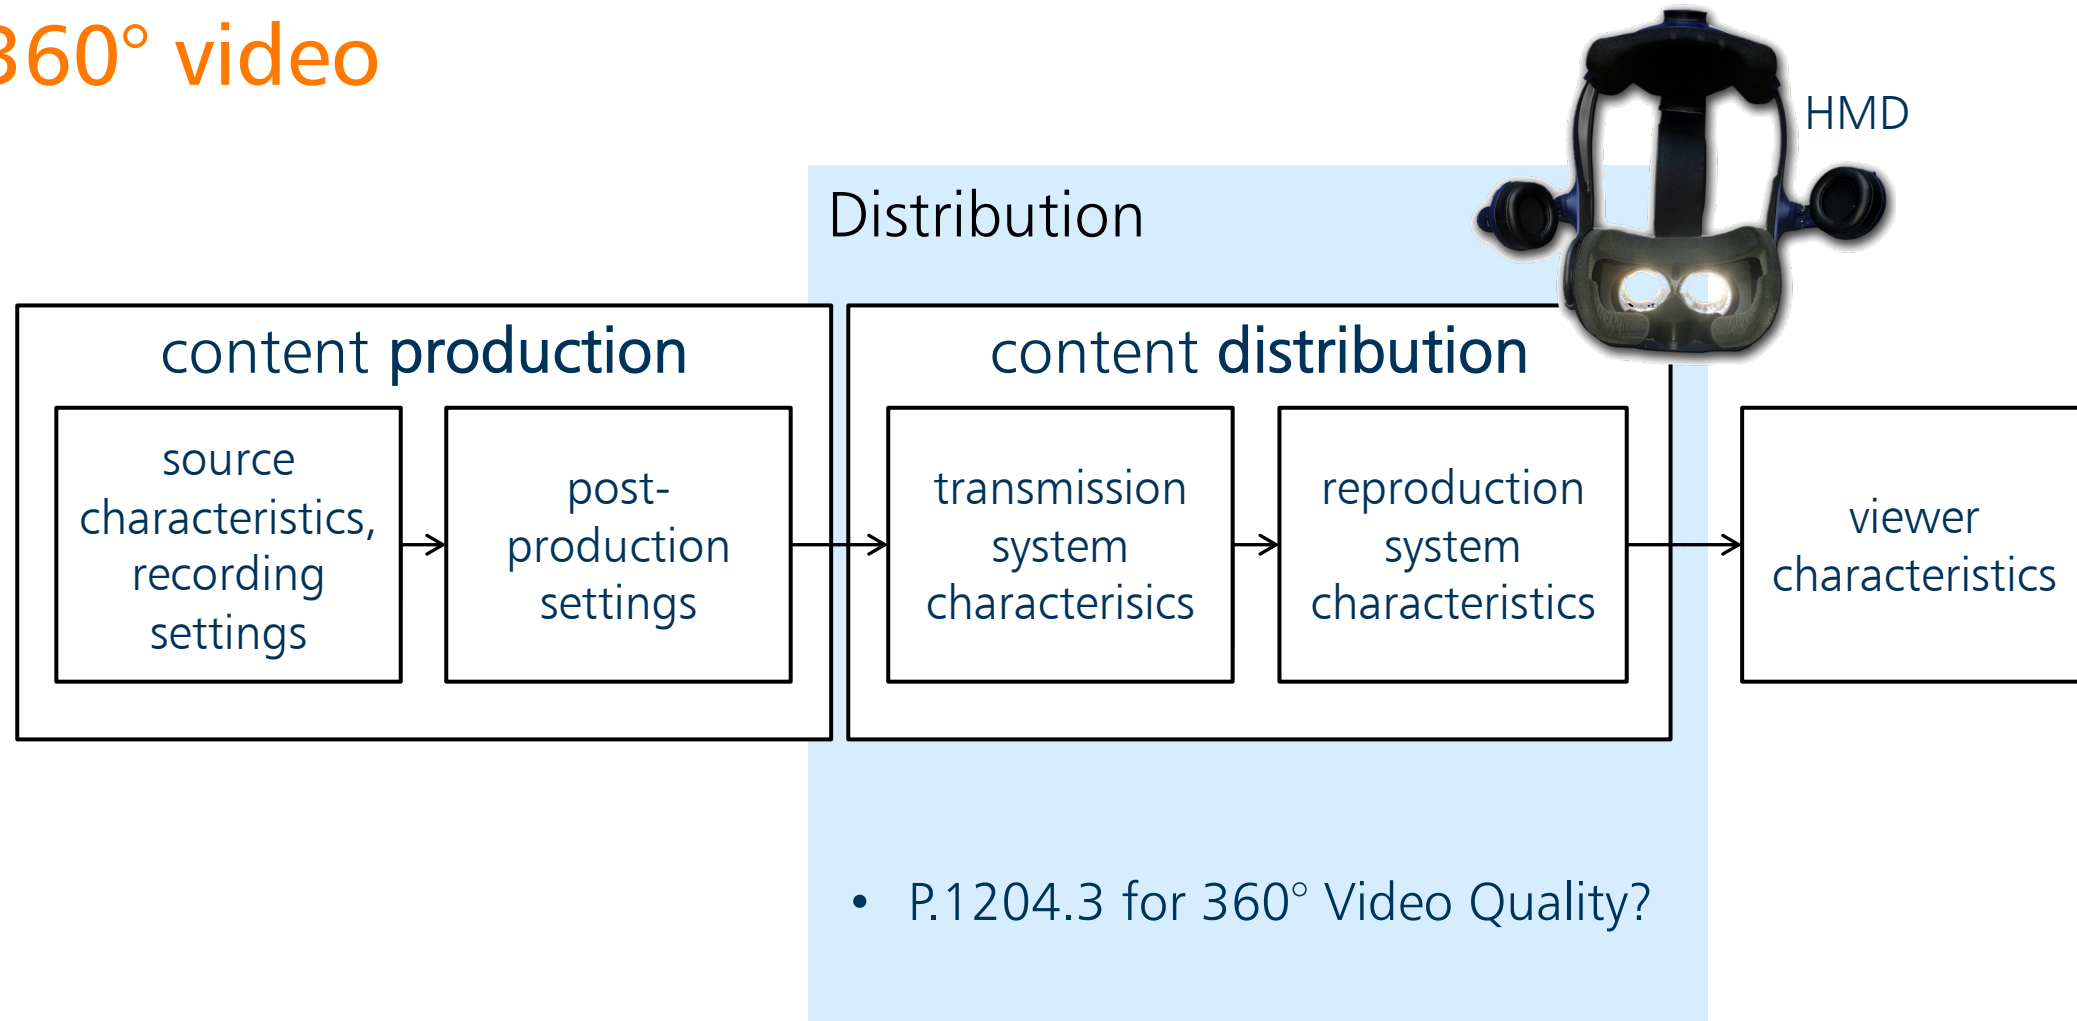 360° video
HMD
Distribution
content production
content distribution
source
characteristics,
recording
settings
post-
production
settings
transmission
system
characterisics
reproduction
system
characteristics
viewer
characteristics
• P.1204.3 for 360° Video Quality?